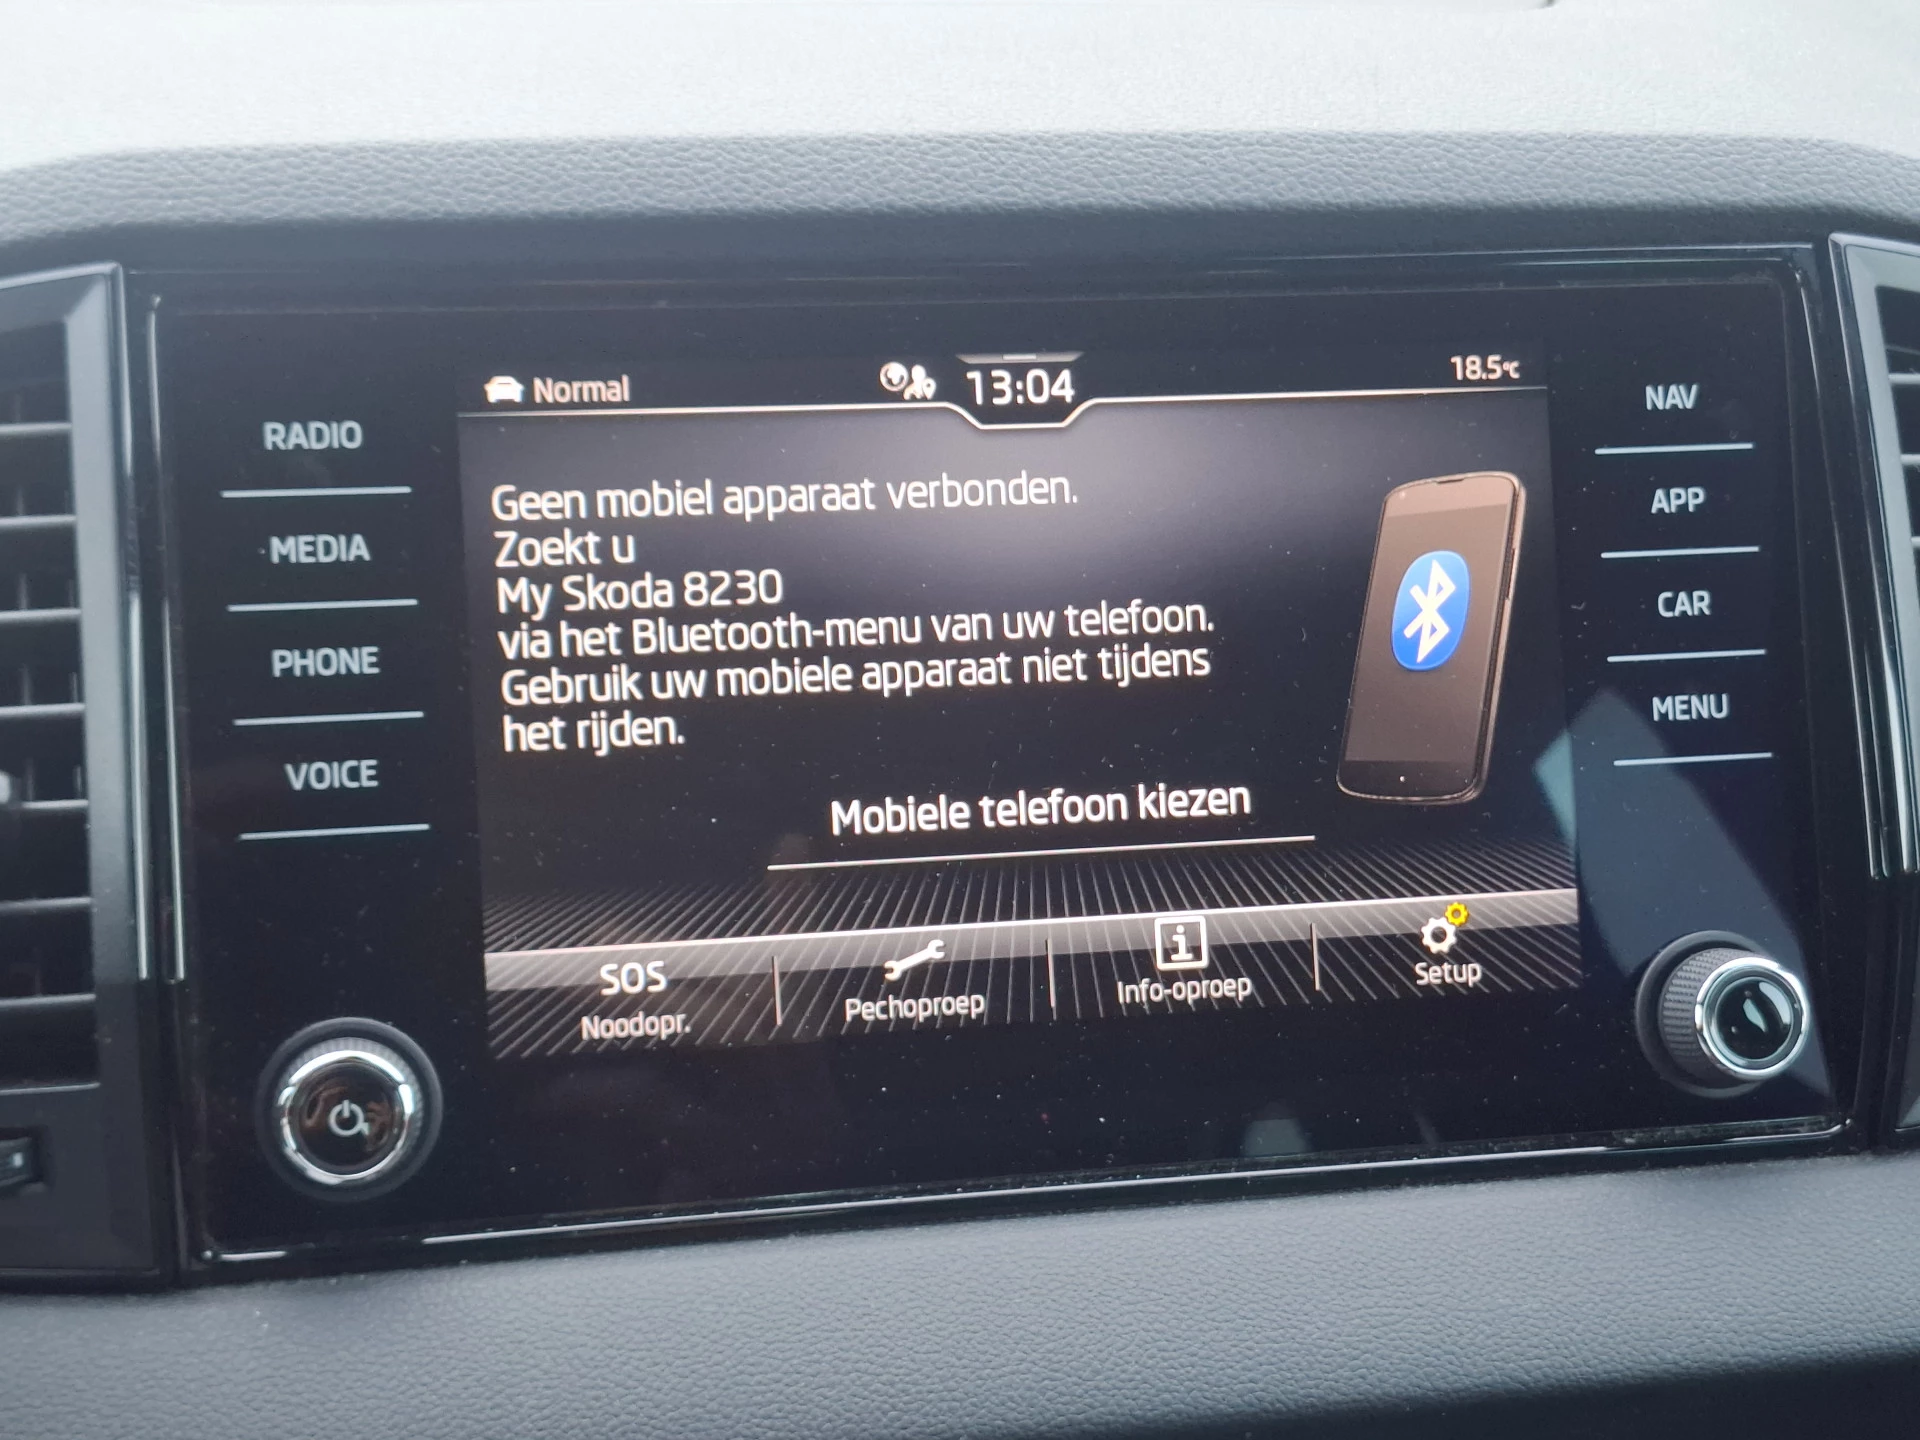 Normal
13:04
18.5°C
RADIO
MEDIA
PHONE
VOICE
Geen mobiel apparaat verbonden.
Zoekt u
My Skoda 8230
via het Bluetooth-menu van uw telefoon.
Gebruik uw mobiele apparaat niet tijdens
het rijden.
Mobiele telefoon kiezen
SOS
Noodopr.
Pechoproep
i
Info-oproep
Setup
NAV
APP
CAR
MENU